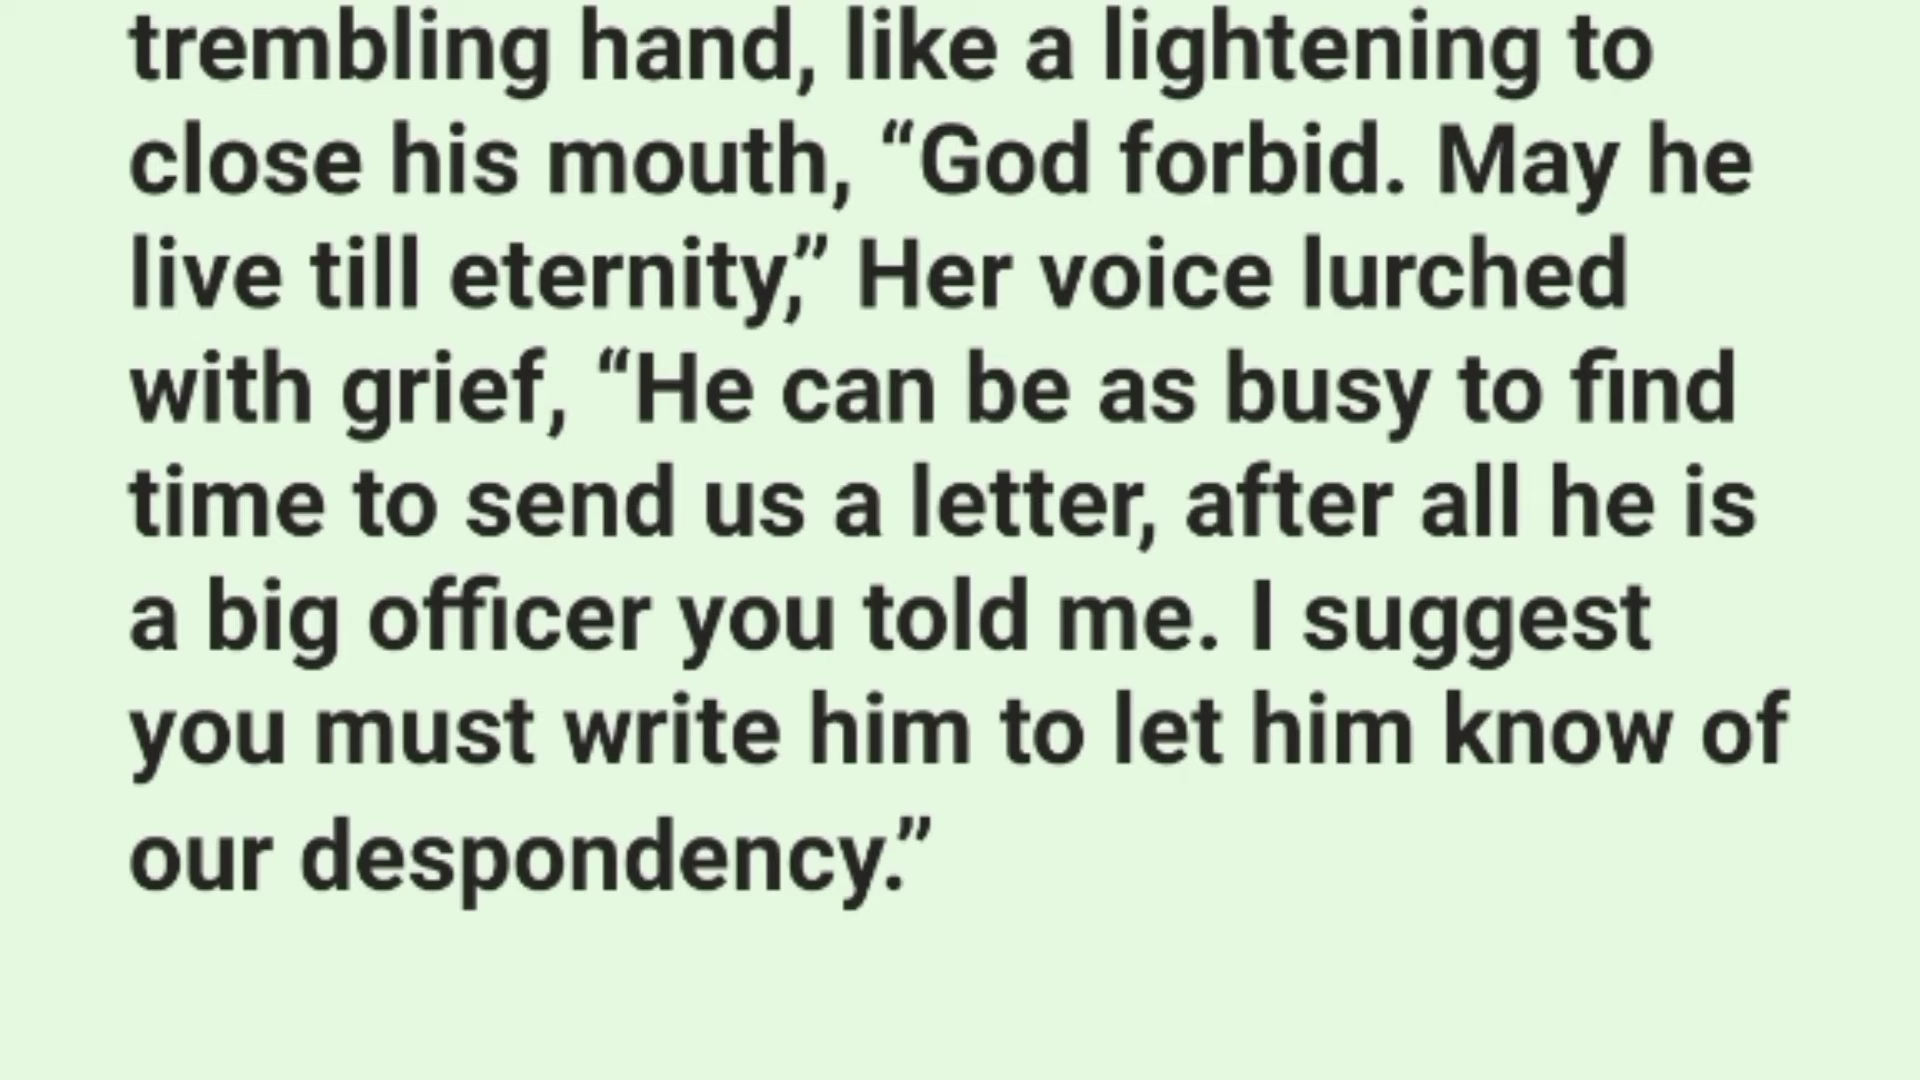 trembling hand, like a lightening to
close his mouth, “God forbid. May he
live till eternity,” Her voice lurched
with grief, “He can be as busy to find
time to send us a letter, after all he is
a big officer you told me. I suggest
you must write him to let him know of
our despondency.”